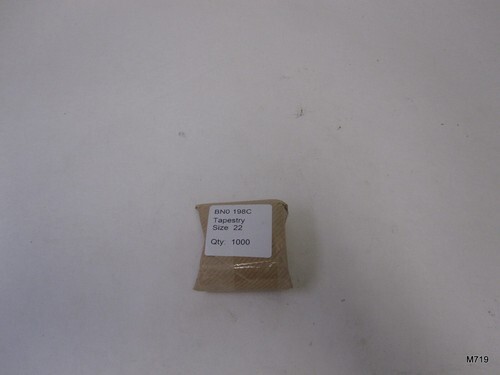 BN0 198C
Tapestry
Size 22
Qty: 1000
M719